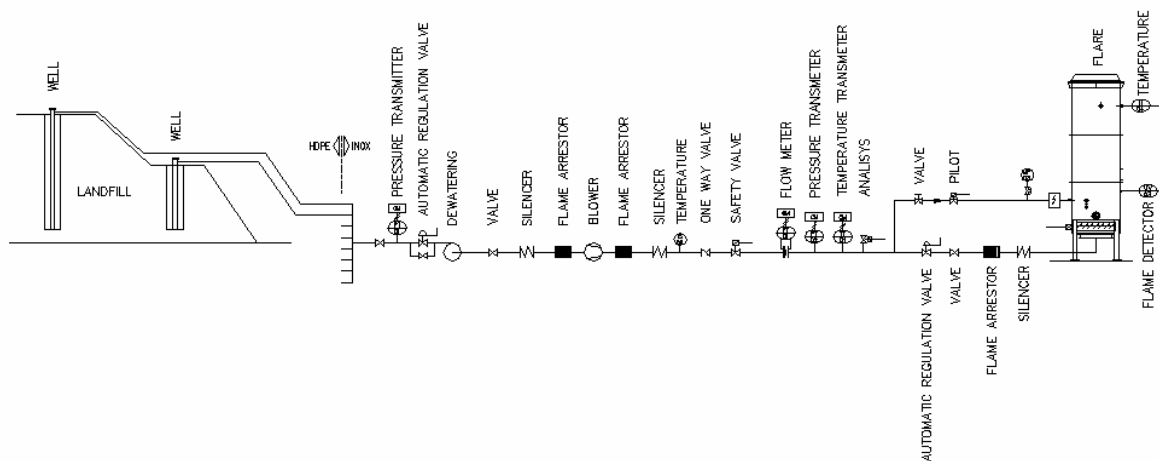 WELL
WELL
LANDFILL
HDPE
INOX
PRESSURE TRANSMITTER
AUTOMATIC REGULATION VALVE
DEWATERING
VALVE
SILENCER
FLAME ARRESTOR
BLOWER
FLAME ARRESTOR
SILENCER
TEMPERATURE
ONE WAY VALVE
SAFETY VALVE
FLOW METER
PRESSURE TRANSMETER
TEMPERATURE TRANSMETER
ANALISYS
VALVE
PILOT
FLARE
TEMPERATURE
FLAME DETECTOR
AUTOMATIC REGULATION VALVE
VALVE
FLAME ARRESTOR
SILENCER